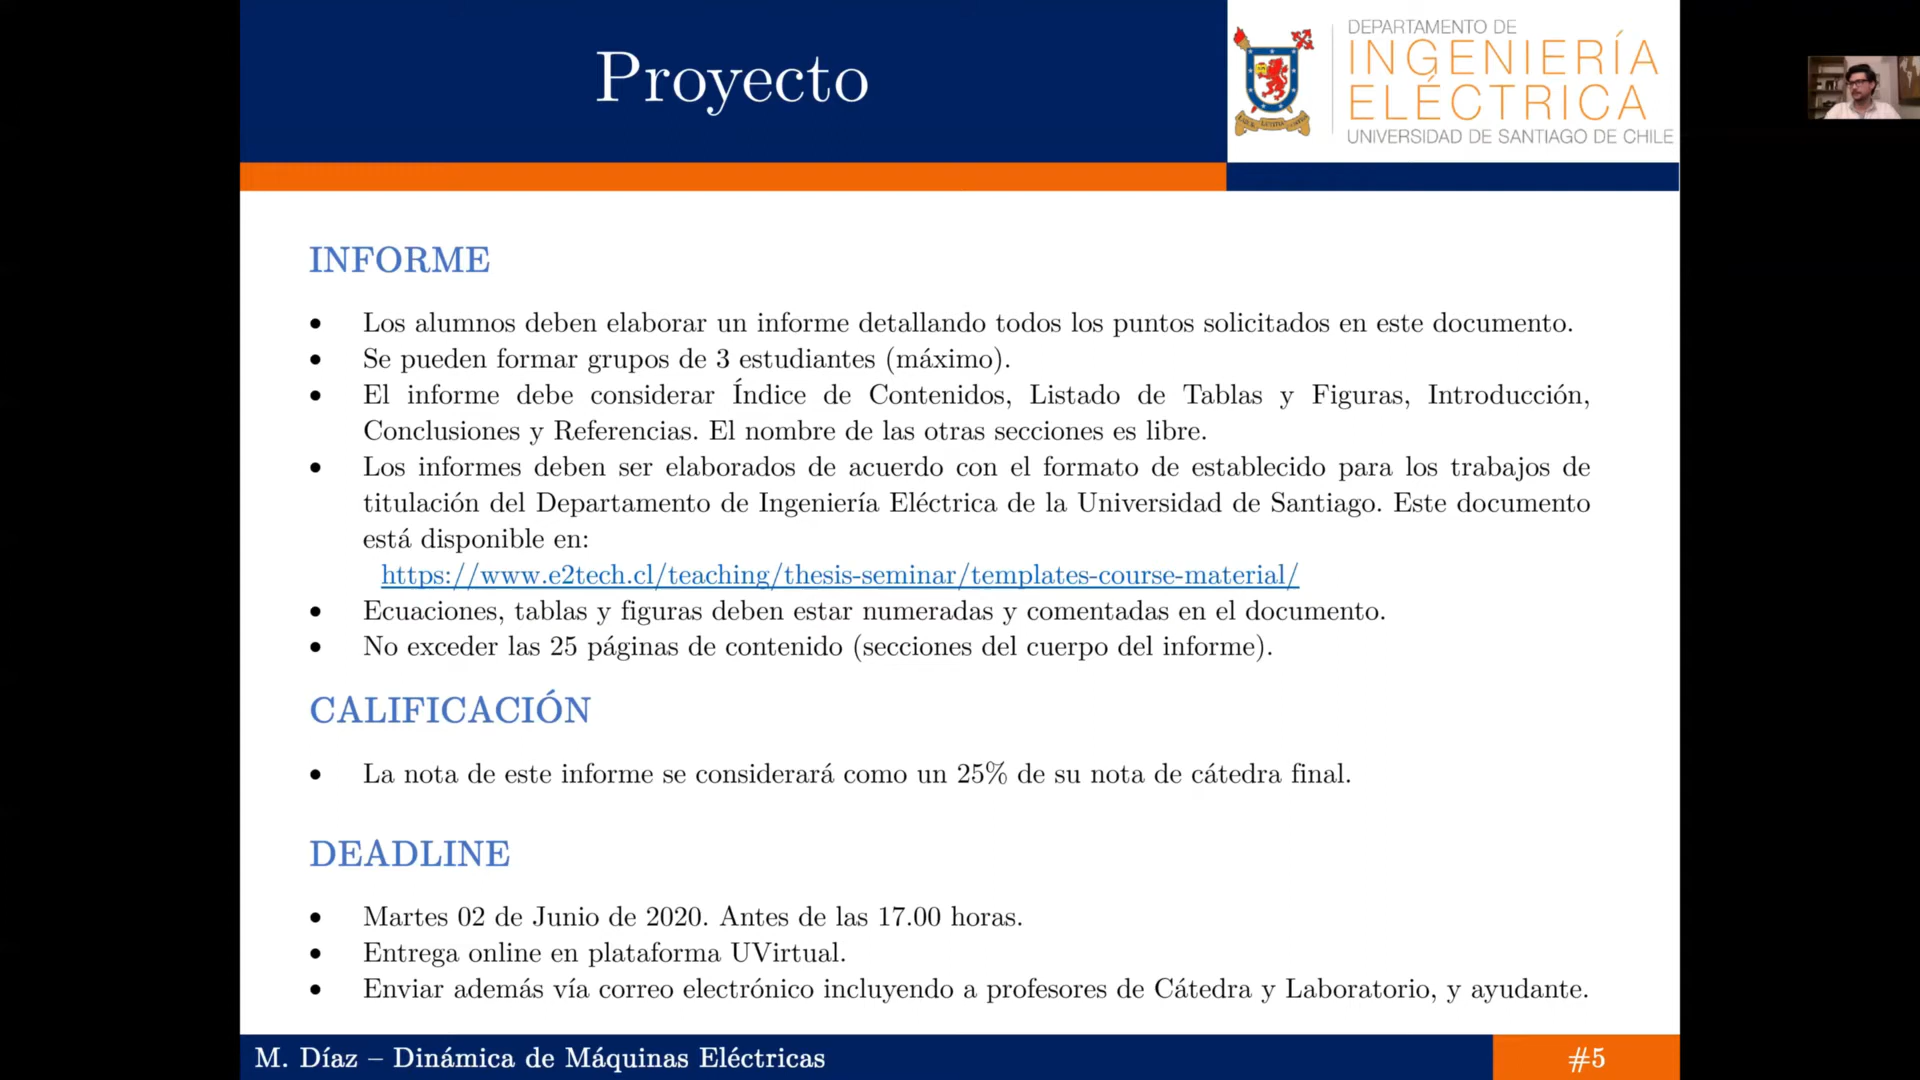 Proyecto
DEPARTAMENTO DE
INGENIERÍA
ELÉCTRICA
UNIVERSIDAD DE SANTIAGO DE CHILE
INFORME
• Los alumnos deben elaborar un informe detallando todos los puntos solicitados en este documento.
• Se pueden formar grupos de 3 estudiantes (máximo).
• El informe debe considerar Índice de Contenidos, Listado de Tablas y Figuras, Introducción,
Conclusiones y Referencias. El nombre de las otras secciones es libre.
• Los informes deben ser elaborados de acuerdo con el formato de establecido para los trabajos de
titulación del Departamento de Ingeniería Eléctrica de la Universidad de Santiago. Este documento
está disponible en:
https://www.e2tech.cl/teaching/thesis-seminar/templates-course-material/
• Ecuaciones, tablas y figuras deben estar numeradas y comentadas en el documento.
• No exceder las 25 páginas de contenido (secciones del cuerpo del informe).
CALIFICACIÓN
• La nota de este informe se considerará como un 25% de su nota de cátedra final.
DEADLINE
• Martes 02 de Junio de 2020. Antes de las 17.00 horas.
• Entrega online en plataforma UVirtual.
• Enviar además vía correo electrónico incluyendo a profesores de Cátedra y Laboratorio, y ayudante.
M. Díaz – Dinámica de Máquinas Eléctricas
#5